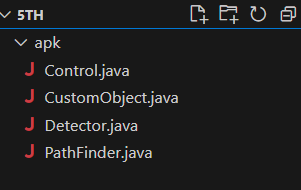 5TH
apk
Control.java
CustomObject.java
Detector.java
PathFinder.java